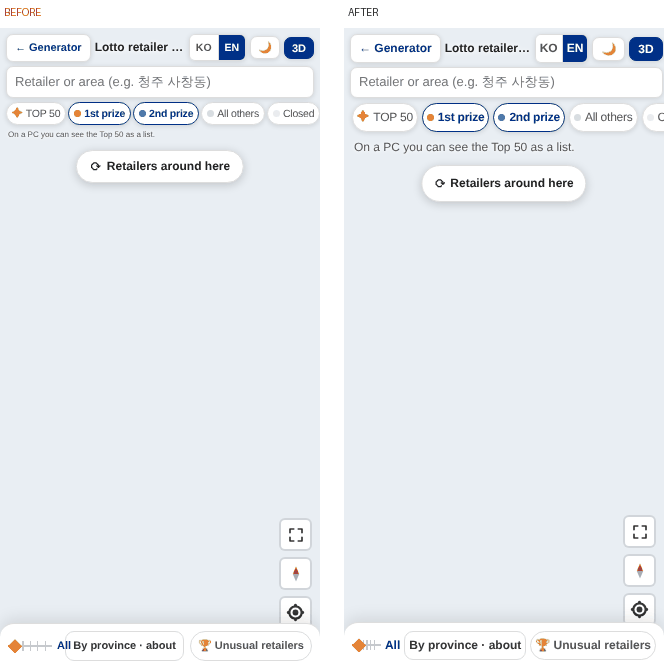 BEFORE
← Generator Lotto retailer ... KO EN 3D
Retailer or area (e.g. 청주 사창동)
TOP 50 1st prize 2nd prize All others Closed
On a PC you can see the Top 50 as a list.
⟳ Retailers around here
All By province · about
Unusual retailers
AFTER
← Generator Lotto retailer... KO EN 3D
Retailer or area (e.g. 청주 사창동)
TOP 50 1st prize 2nd prize All others C
On a PC you can see the Top 50 as a list.
⟳ Retailers around here
All By province · about
Unusual retailers